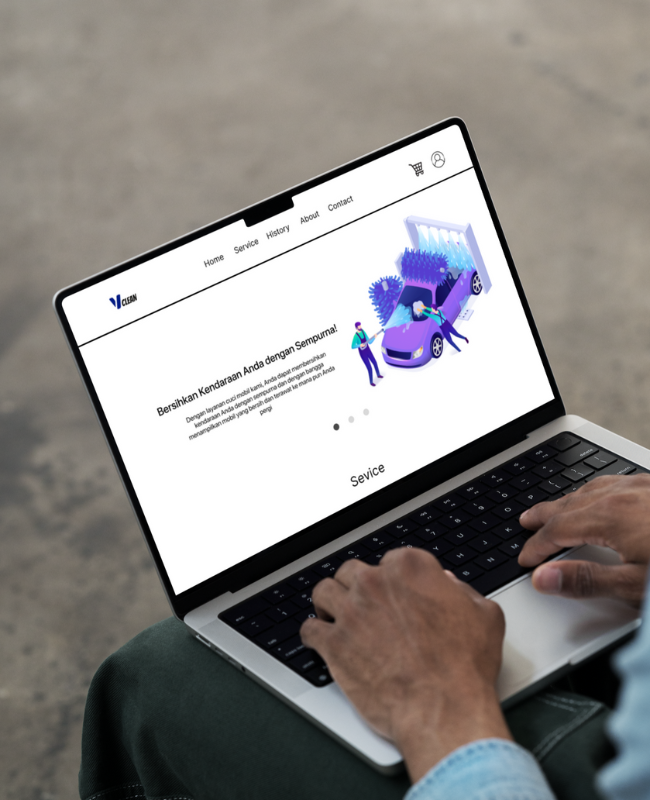 V CLEAN
Home Service History About Contact
Bersihkan Kendaraan Anda dengan Sempurna!
Dengan layanan cuci mobil kami, Anda dapat membersihkan
kendaraan Anda dengan sempurna dan dengan bangga
menampilkan mobil yang bersih dan terawat ke mana pun Anda
pergi
Sevice